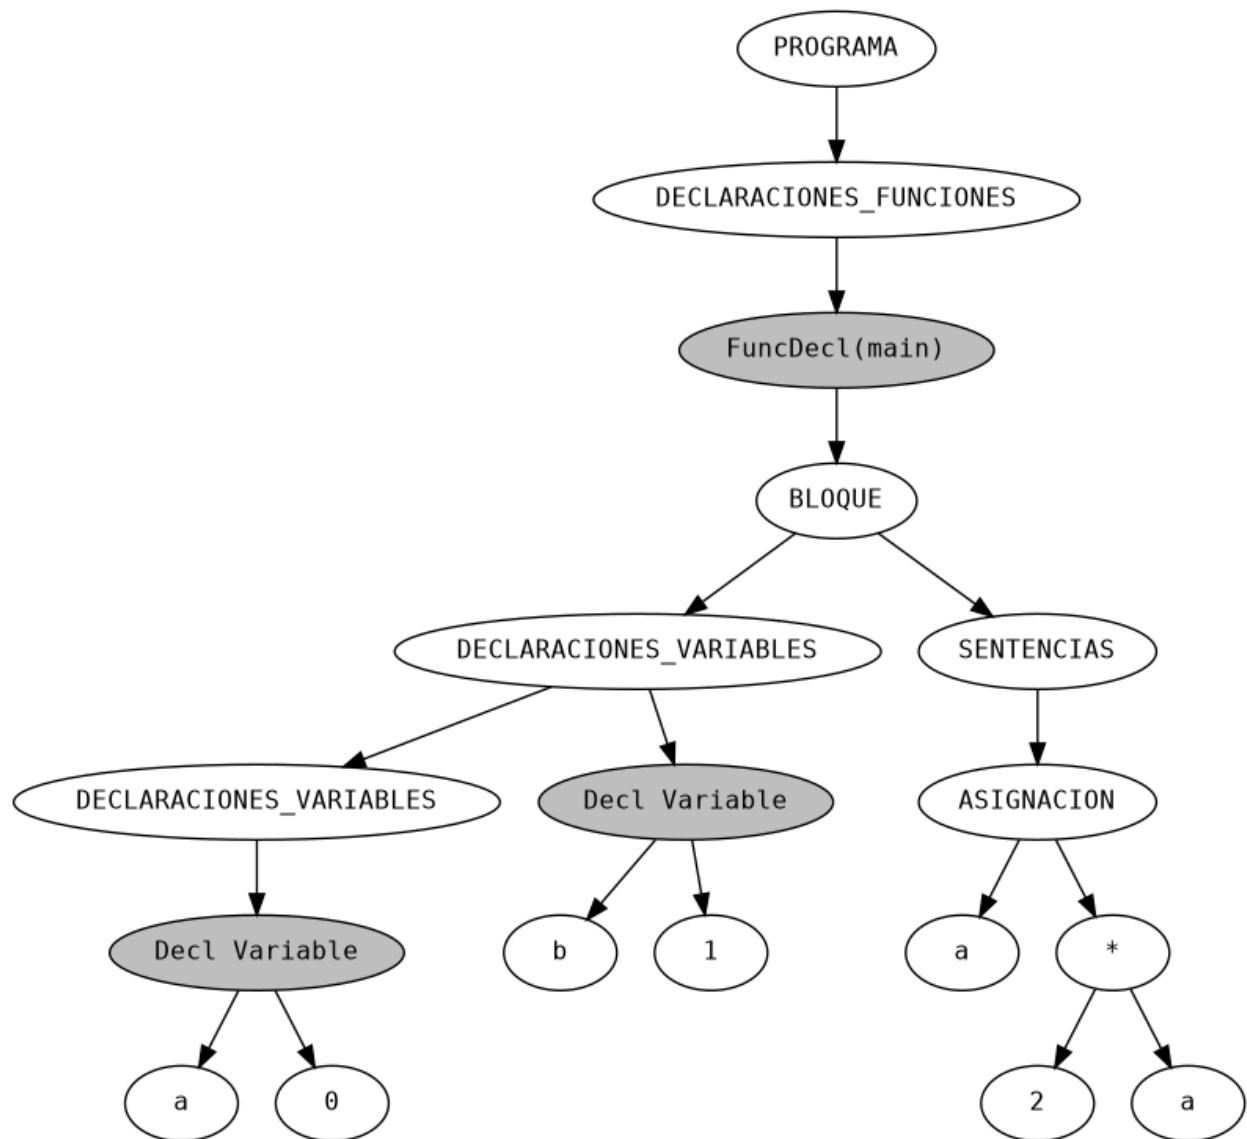 PROGRAMA
DECLARACIONES_FUNCIONES
FuncDecl(main)
BLOQUE
DECLARACIONES_VARIABLES
SENTENCIAS
DECLARACIONES_VARIABLES
Decl Variable
ASIGNACION
Decl Variable
b
1
a
*
a
0
2
a